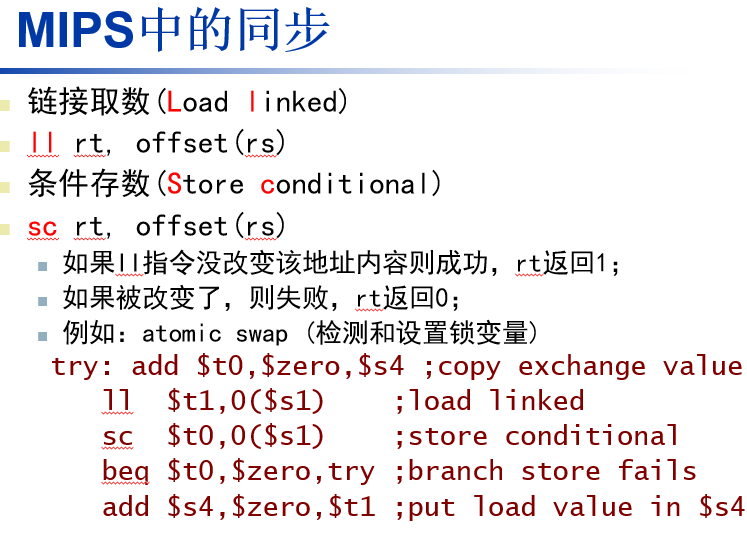 MIPS中的同步
链接取数(Load linked)
ll rt, offset(rs)
条件存数(Store conditional)
sc rt, offset(rs)
如果ll指令没改变该地址内容则成功，rt返回1；
如果被改变了，则失败，rt返回0；
例如：atomic swap (检测和设置锁变量)
try: add $t0,$zero,$s4 ;copy exchange value
ll $t1,0($s1) ;load linked
sc $t0,0($s1) ;store conditional
beq $t0,$zero,try ;branch store fails
add $s4,$zero,$t1 ;put load value in $s4